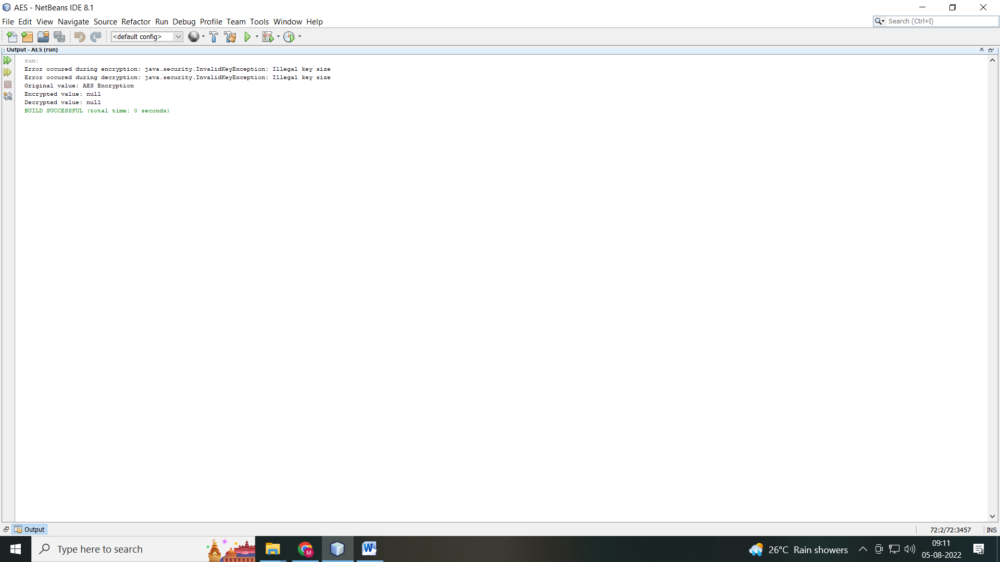 AES - NetBeans IDE 8.1
File Edit View Navigate Source Refactor Run Debug Profile Team Tools Window Help
Search (Ctrl+I)
<default config>
Output - AES (run)
run:
Error occured during encryption: java.security.InvalidKeyException: Illegal key size
Error occured during decryption: java.security.InvalidKeyException: Illegal key size
Original value: AES Encryption
Encrypted value: null
Decrypted value: null
BUILD SUCCESSFUL (total time: 0 seconds)
Output
72:2/72:3457
INS
Type here to search
M
W
26°C Rain showers
09:11
05-08-2022